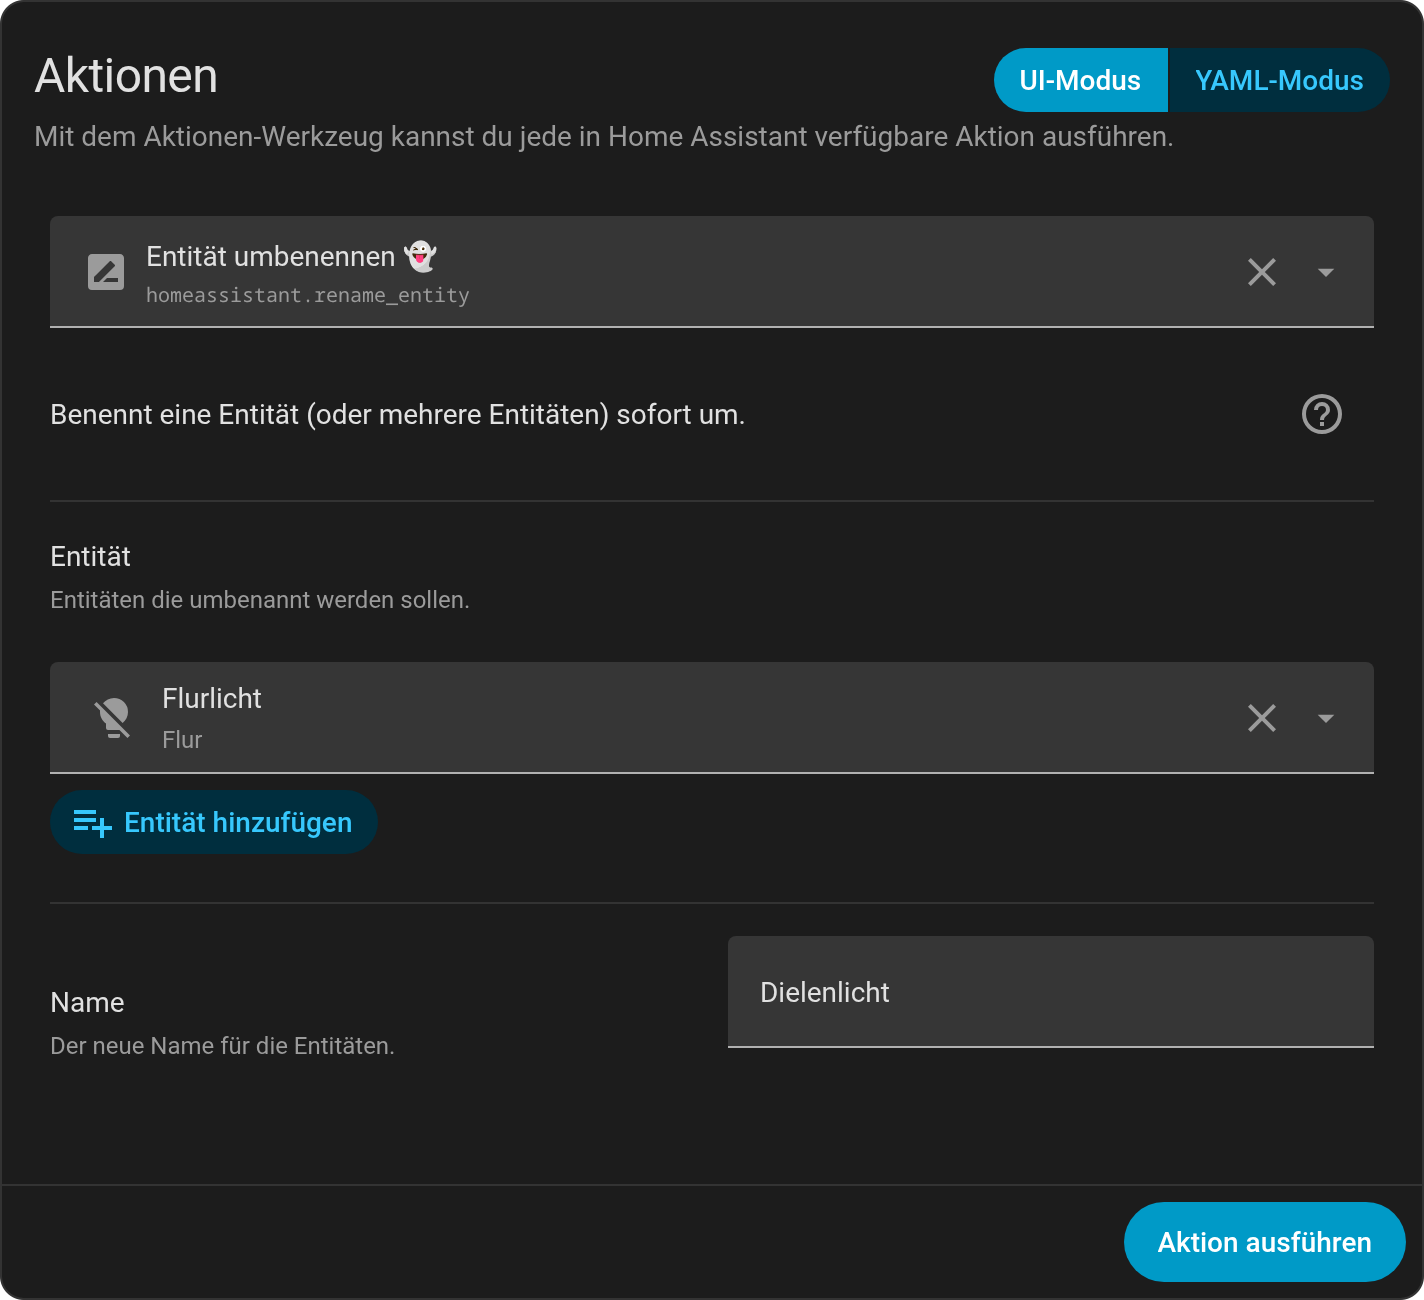 Aktionen
UI-Modus
YAML-Modus
Mit dem Aktionen-Werkzeug kannst du jede in Home Assistant verfügbare Aktion ausführen.
Entität umbenennen 👻
homeassistant.rename_entity
Benennt eine Entität (oder mehrere Entitäten) sofort um.
Entität
Entitäten die umbenannt werden sollen.
Flurlicht
Flur
Entität hinzufügen
Name
Der neue Name für die Entitäten.
Dielenlicht
Aktion ausführen